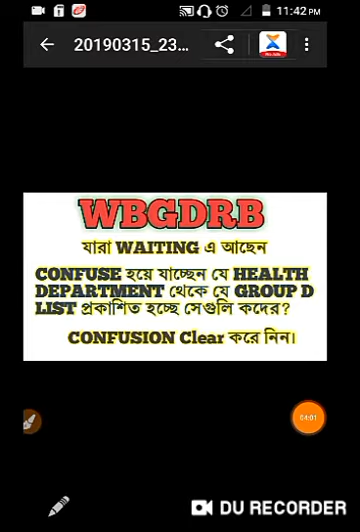 11:42 PM
20190315_23...
WBGDRB
যারা WAITING এ আছেন
CONFUSE হয়ে যাচ্ছেন যে HEALTH
DEPARTMENT থেকে যে GROUP D
LIST প্রকাশিত হচ্ছে সেগুলি কদের?
CONFUSION Clear করে নিন।
04:01
DU RECORDER